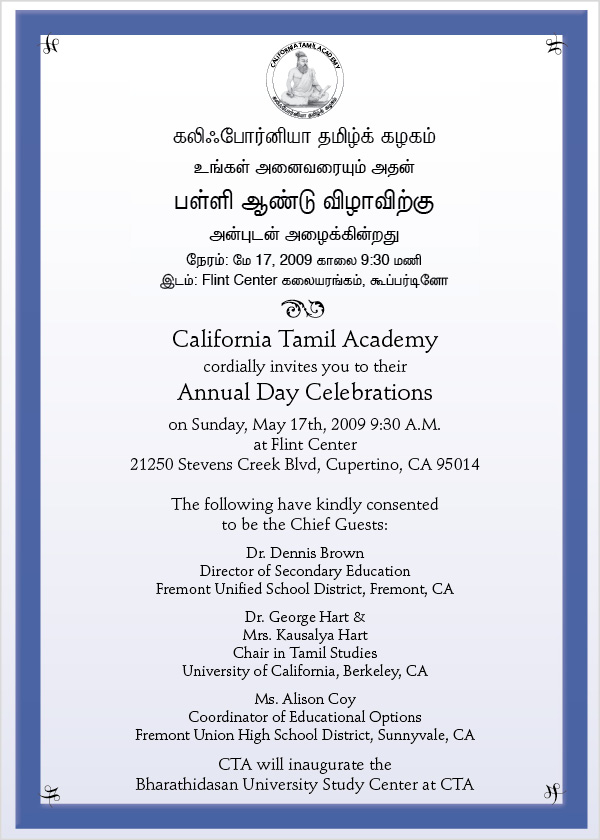 CALIFORNIA TAMIL ACADEMY
கலிஃபோர்னியா தமிழ்க் கழகம்
கலிஃபோர்னியா தமிழ்க் கழகம்
உங்கள் அனைவரையும் அதன்
பள்ளி ஆண்டு விழாவிற்கு
அன்புடன் அழைக்கின்றது
நேரம்: மே 17, 2009 காலை 9:30 மணி
இடம்: Flint Center கலையரங்கம், கூப்பர்டினோ
California Tamil Academy
cordially invites you to their
Annual Day Celebrations
on Sunday, May 17th, 2009 9:30 A.M.
at Flint Center
21250 Stevens Creek Blvd, Cupertino, CA 95014
The following have kindly consented
to be the Chief Guests:
Dr. Dennis Brown
Director of Secondary Education
Fremont Unified School District, Fremont, CA
Dr. George Hart &
Mrs. Kausalya Hart
Chair in Tamil Studies
University of California, Berkeley, CA
Ms. Alison Coy
Coordinator of Educational Options
Fremont Union High School District, Sunnyvale, CA
CTA will inaugurate the
Bharathidasan University Study Center at CTA